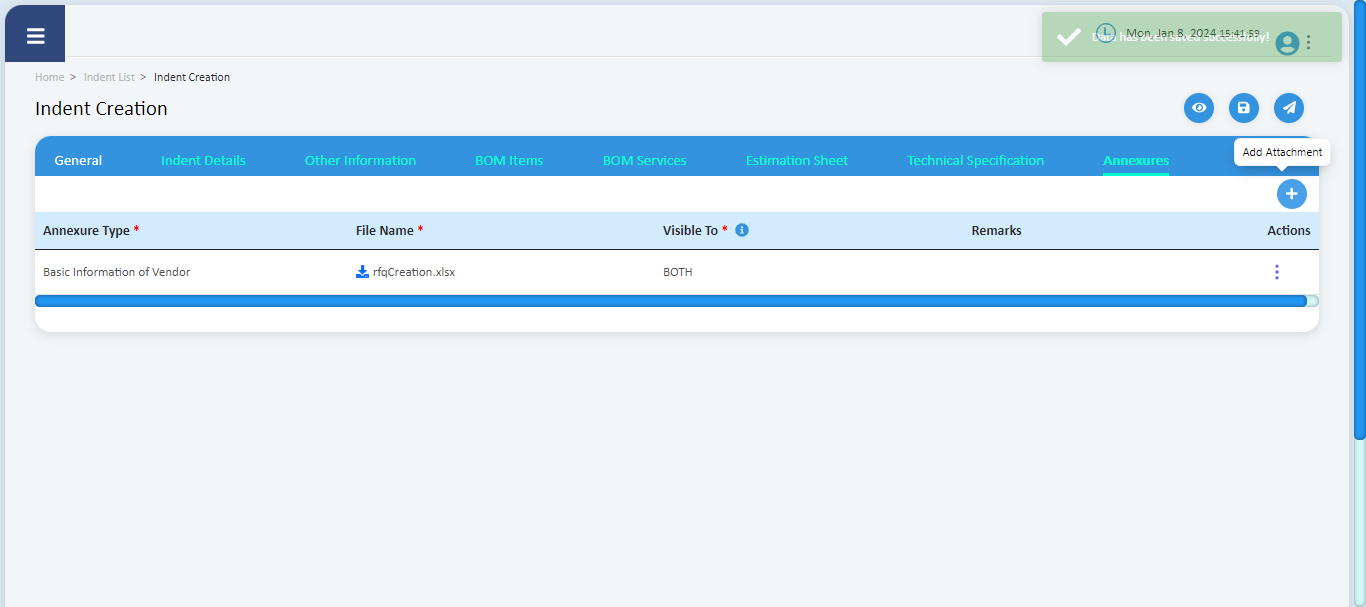 Mon, Jan 8, 2024 15:41:59
Data has been saved successfully!
Home > Indent List > Indent Creation
Indent Creation
General Indent Details Other Information BOM Items BOM Services Estimation Sheet Technical Specification Annexures
Add Attachment
Annexure Type * File Name * Visible To * Remarks Actions
Basic Information of Vendor rfqCreation.xlsx BOTH